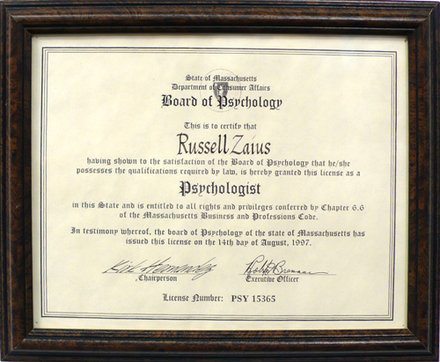 State of Massachusetts
Department of Consumer Affairs
Board of Psychology
This is to certify that
Russell Zaius
having shown to the satisfaction of the Board of Psychology that he/she
possesses the qualifications required by law, is hereby granted this license as a
Psychologist
in this State and is entitled to all rights and privileges conferred by Chapter 6.6
of the Massachusetts Business and Professions Code.
In testimony whereof, the board of Psychology of the state of Massachusetts has
issued this license on the 14th day of August, 1997.
Chairperson
Executive Officer
License Number: PSY 15365